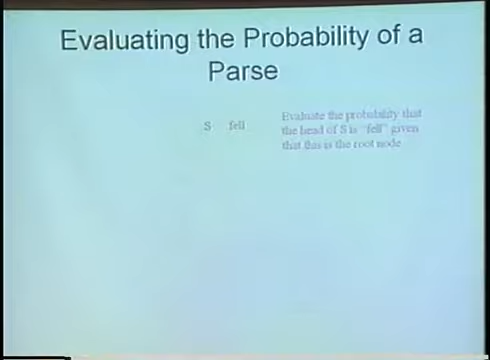 Evaluating the Probability of a
Parse
S fell
Evaluate the probability that
the head of S is "fell" given
that this is the root node